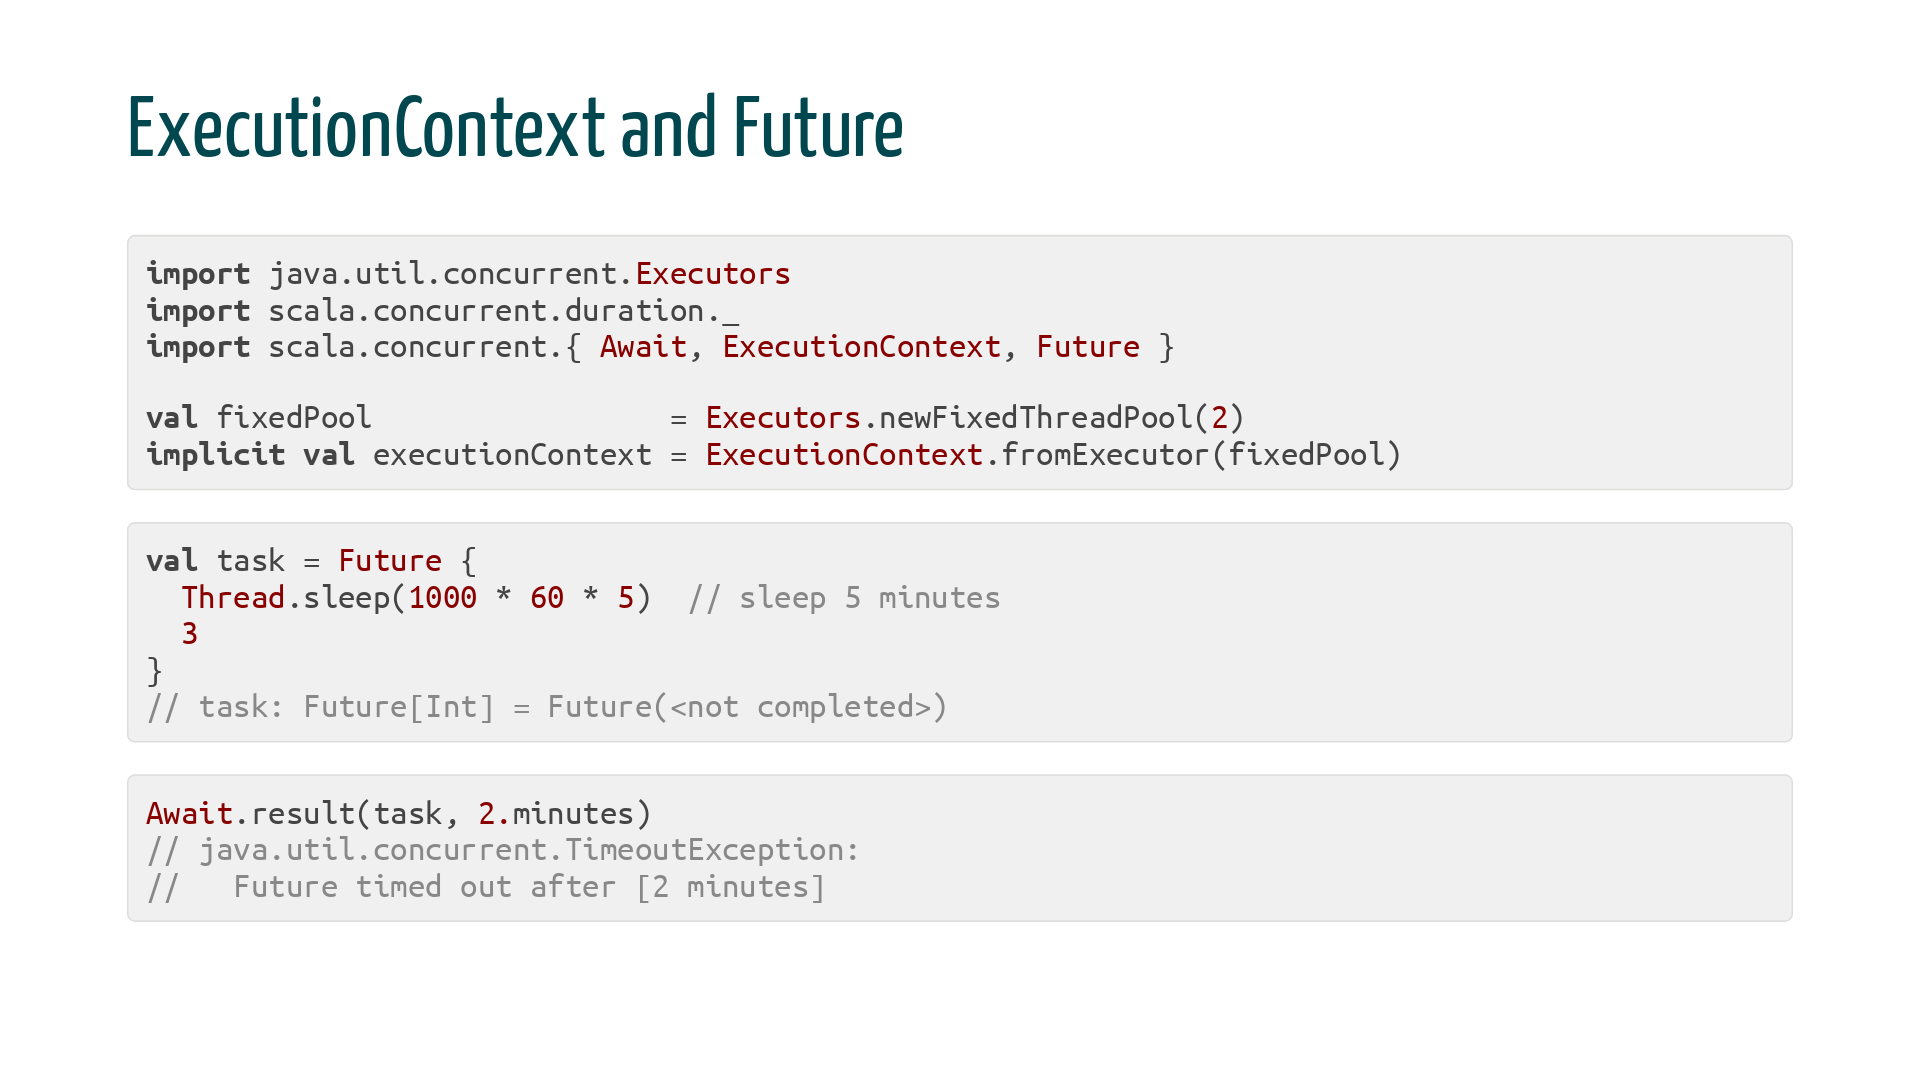 ExecutionContext and Future
import java.util.concurrent.Executors
import scala.concurrent.duration._
import scala.concurrent.{ Await, ExecutionContext, Future }
val fixedPool                 = Executors.newFixedThreadPool(2)
implicit val executionContext = ExecutionContext.fromExecutor(fixedPool)
val task = Future {
  Thread.sleep(1000 * 60 * 5)  // sleep 5 minutes
  3
}
// task: Future[Int] = Future(<not completed>)
Await.result(task, 2.minutes)
// java.util.concurrent.TimeoutException:
//   Future timed out after [2 minutes]